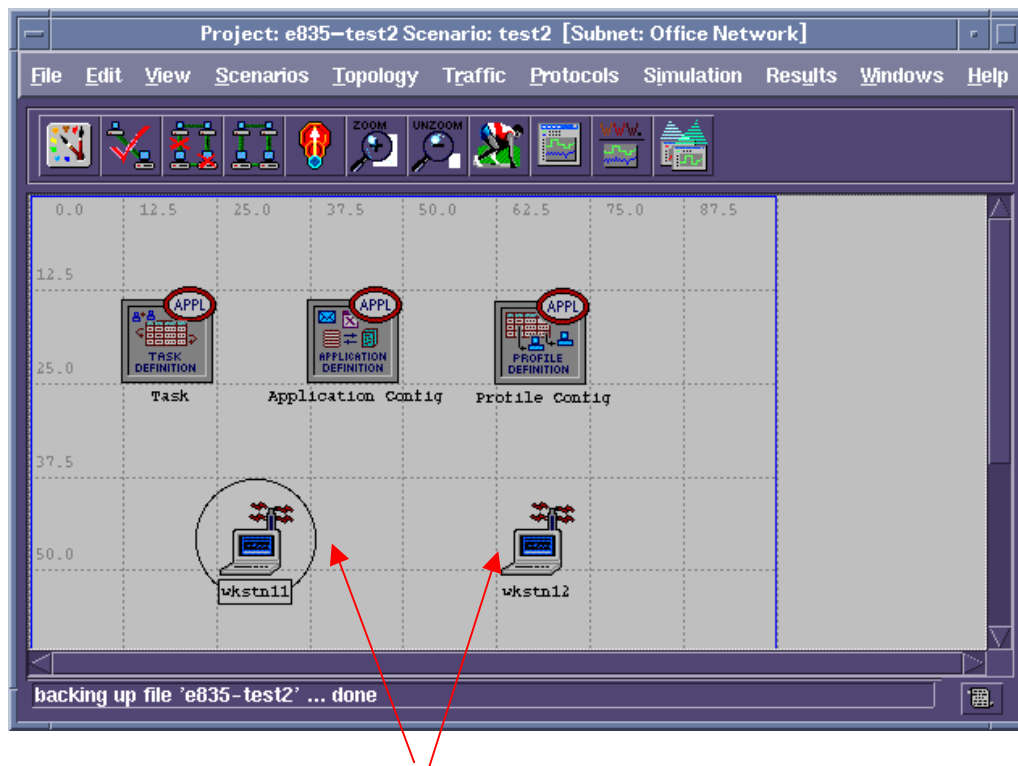 Project: e835-test2 Scenario: test2 [Subnet: Office Network]
File Edit View Scenarios Topology Traffic Protocols Simulation Results Windows Help
ZOOM UNZOOM
0.0 12.5 25.0 37.5 50.0 62.5 75.0 87.5
12.5
APPL APPL APPL
TASK DEFINITION APPLICATION DEFINITION PROFILE DEFINITION
25.0
Task Application Config Profile Config
37.5
50.0
wkstn11 wkstn12
backing up file 'e835-test2' ... done